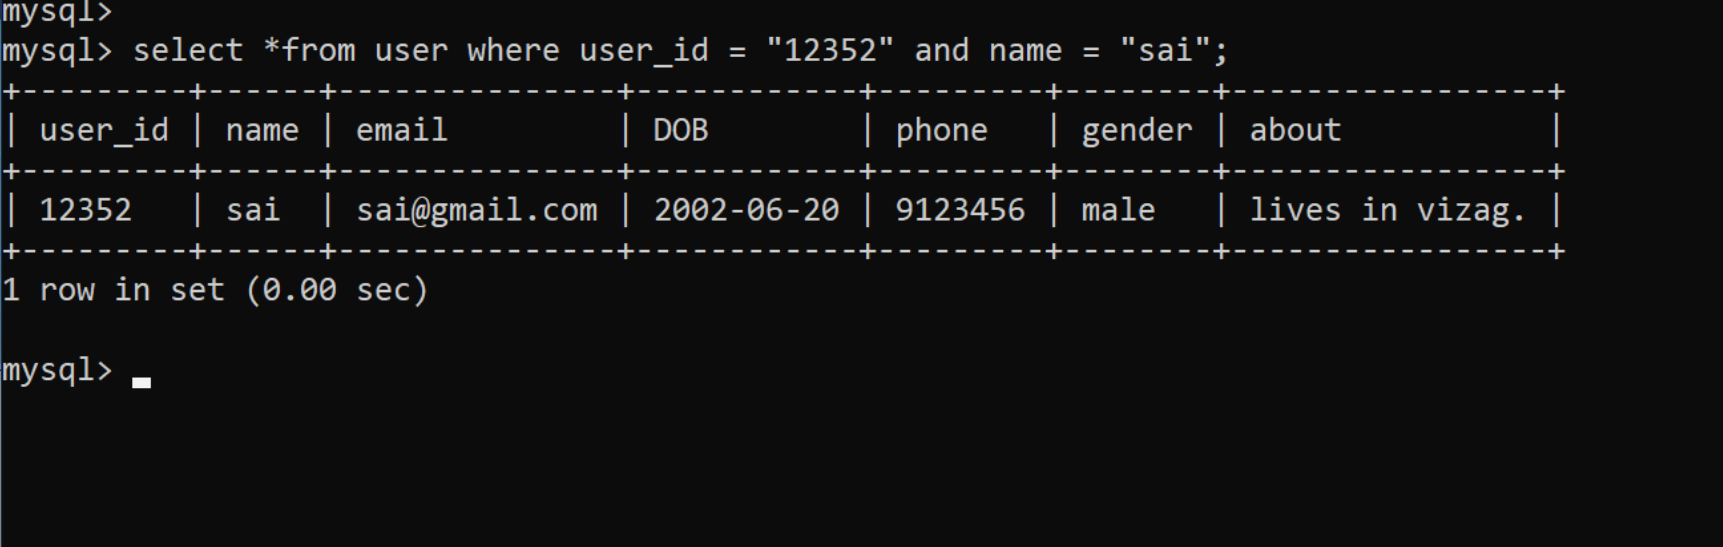 mysql>
mysql> select *from user where user_id = "12352" and name = "sai";
+---------+------+---------------+------------+---------+--------+-----------------+
| user_id | name | email         | DOB        | phone   | gender | about           |
+---------+------+---------------+------------+---------+--------+-----------------+
| 12352   | sai  | sai@gmail.com | 2002-06-20 | 9123456 | male   | lives in vizag. |
+---------+------+---------------+------------+---------+--------+-----------------+
1 row in set (0.00 sec)
mysql>